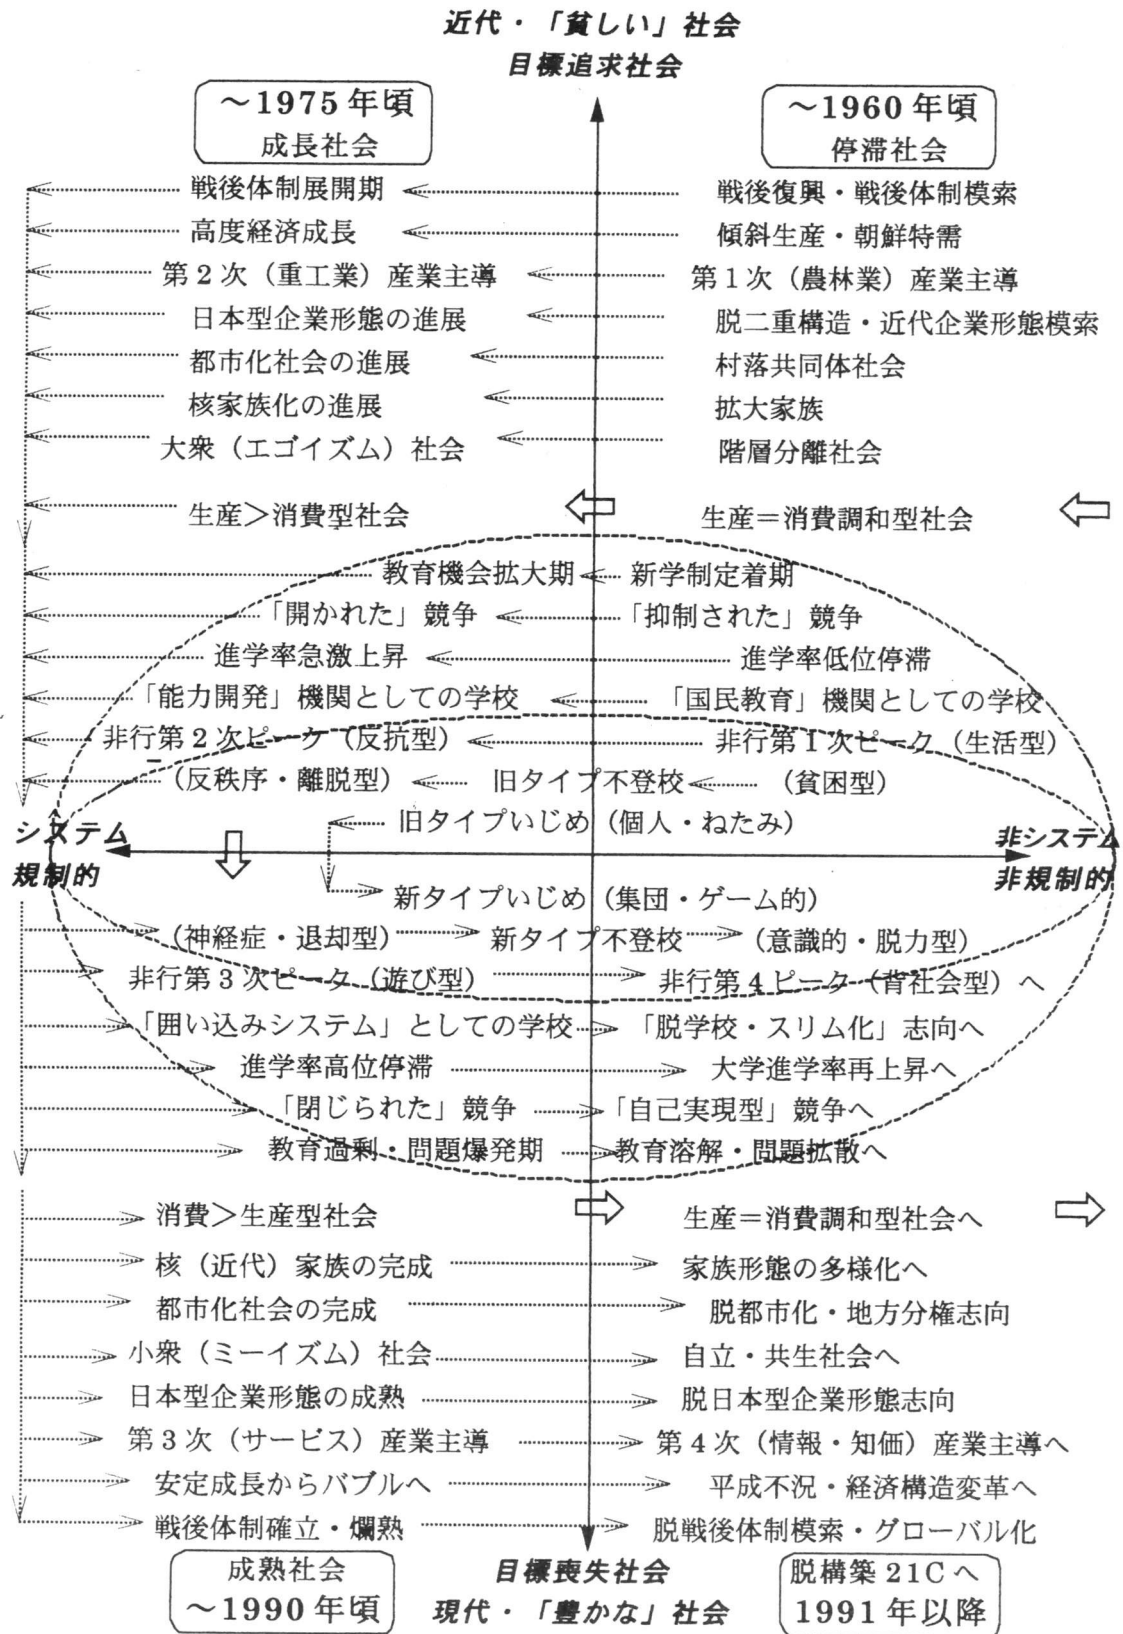 近代・「貧しい」社会
目標追求社会
～1975年頃
成長社会
～1960年頃
停滞社会
戦後体制展開期
戦後復興・戦後体制模索
高度経済成長
傾斜生産・朝鮮特需
第2次（重工業）産業主導
第1次（農林業）産業主導
日本型企業形態の進展
脱二重構造・近代企業形態模索
都市化社会の進展
村落共同体社会
核家族化の進展
拡大家族
大衆（エゴイズム）社会
階層分離社会
生産＞消費型社会
生産＝消費調和型社会
教育機会拡大期
新学制定着期
「開かれた」競争
「抑制された」競争
進学率急激上昇
進学率低位停滞
「能力開発」機関としての学校
「国民教育」機関としての学校
非行第2次ピーク（反抗型）
非行第1次ピーク（生活型）
（反秩序・離脱型）
旧タイプ不登校
（貧困型）
旧タイプいじめ（個人・ねたみ）
システム
規制的
非システム
非規制的
新タイプいじめ（集団・ゲーム的）
（神経症・退却型）
新タイプ不登校
（意識的・脱力型）
非行第3次ピータ（遊び型）
非行第4ピーク（背社会型）へ
「囲い込みシステム」としての学校
「脱学校・スリム化」志向へ
進学率高位停滞
大学進学率再上昇へ
「閉じられた」競争
「自己実現型」競争へ
教育過剰・問題爆発期
教育溶解・問題拡散へ
消費＞生産型社会
生産＝消費調和型社会へ
核（近代）家族の完成
家族形態の多様化へ
都市化社会の完成
脱都市化・地方分権志向
小衆（ミーイズム）社会
自立・共生社会へ
日本型企業形態の成熟
脱日本型企業形態志向
第3次（サービス）産業主導
第4次（情報・知価）産業主導へ
安定成長からバブルへ
平成不況・経済構造変革へ
戦後体制確立・爛熟
脱戦後体制模索・グローバル化
成熟社会
～1990年頃
目標喪失社会
現代・「豊かな」社会
脱構築21Cへ
1991年以降